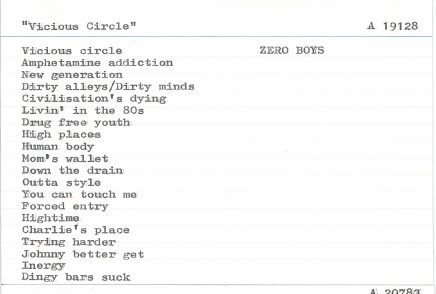 "Vicious Circle" A 19128
Vicious circle ZERO BOYS
Amphetamine addiction
New generation
Dirty alleys/Dirty minds
Civilisation's dying
Livin' in the 80s
Drug free youth
High places
Human body
Mom's wallet
Down the drain
Outta style
You can touch me
Forced entry
Hightime
Charlie's place
Trying harder
Johnny better get
Inergy
Dingy bars suck
A 20783